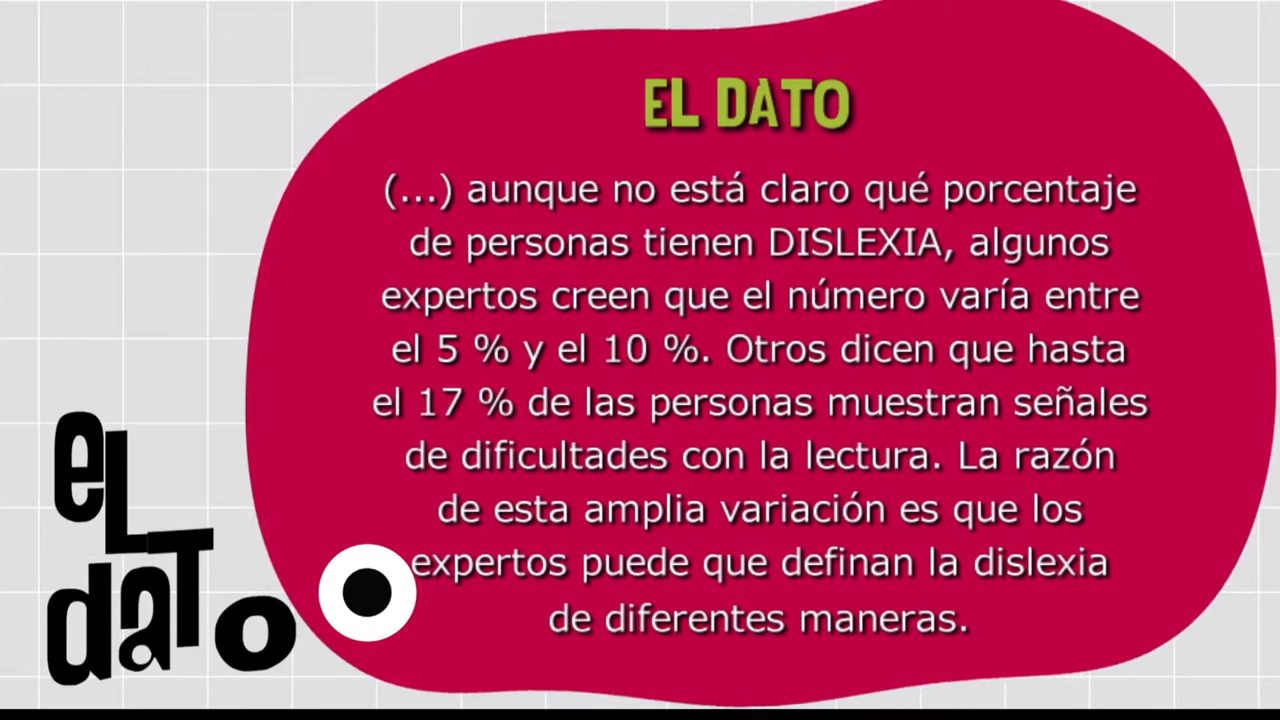 EL DATO
(...) aunque no está claro qué porcentaje
de personas tienen DISLEXIA, algunos
expertos creen que el número varía entre
el 5 % y el 10 %. Otros dicen que hasta
el 17 % de las personas muestran señales
de dificultades con la lectura. La razón
de esta amplia variación es que los
expertos puede que definan la dislexia
de diferentes maneras.
eL
daTo